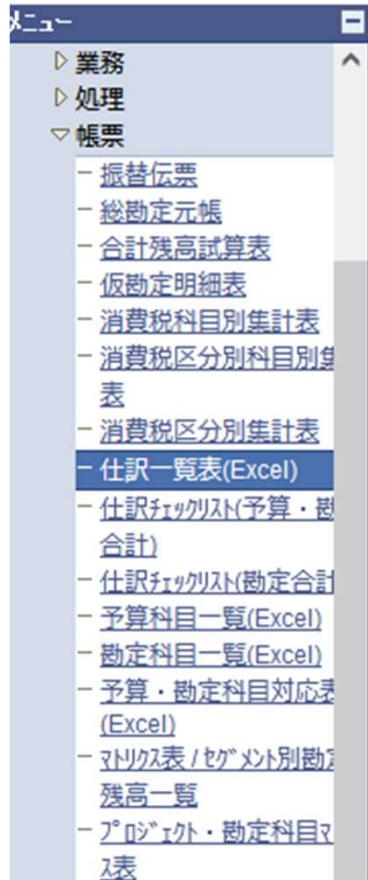 メニュー
業務
処理
帳票
振替伝票
総勘定元帳
合計残高試算表
仮勘定明細表
消費税科目別集計表
消費税区分別科目別集
表
消費税区分別集計表
仕訳一覧表(Excel)
仕訳ﾁｪｯｸﾘｽﾄ(予算・勘
合計)
仕訳ﾁｪｯｸﾘｽﾄ(勘定合計
予算科目一覧(Excel)
勘定科目一覧(Excel)
予算・勘定科目対応表
(Excel)
ﾏﾄﾘｸｽ表 / ｾｸﾞﾒﾝﾄ別勘定
残高一覧
ﾌﾟﾛｼﾞｪｸﾄ・勘定科目ﾏ
ｽ表